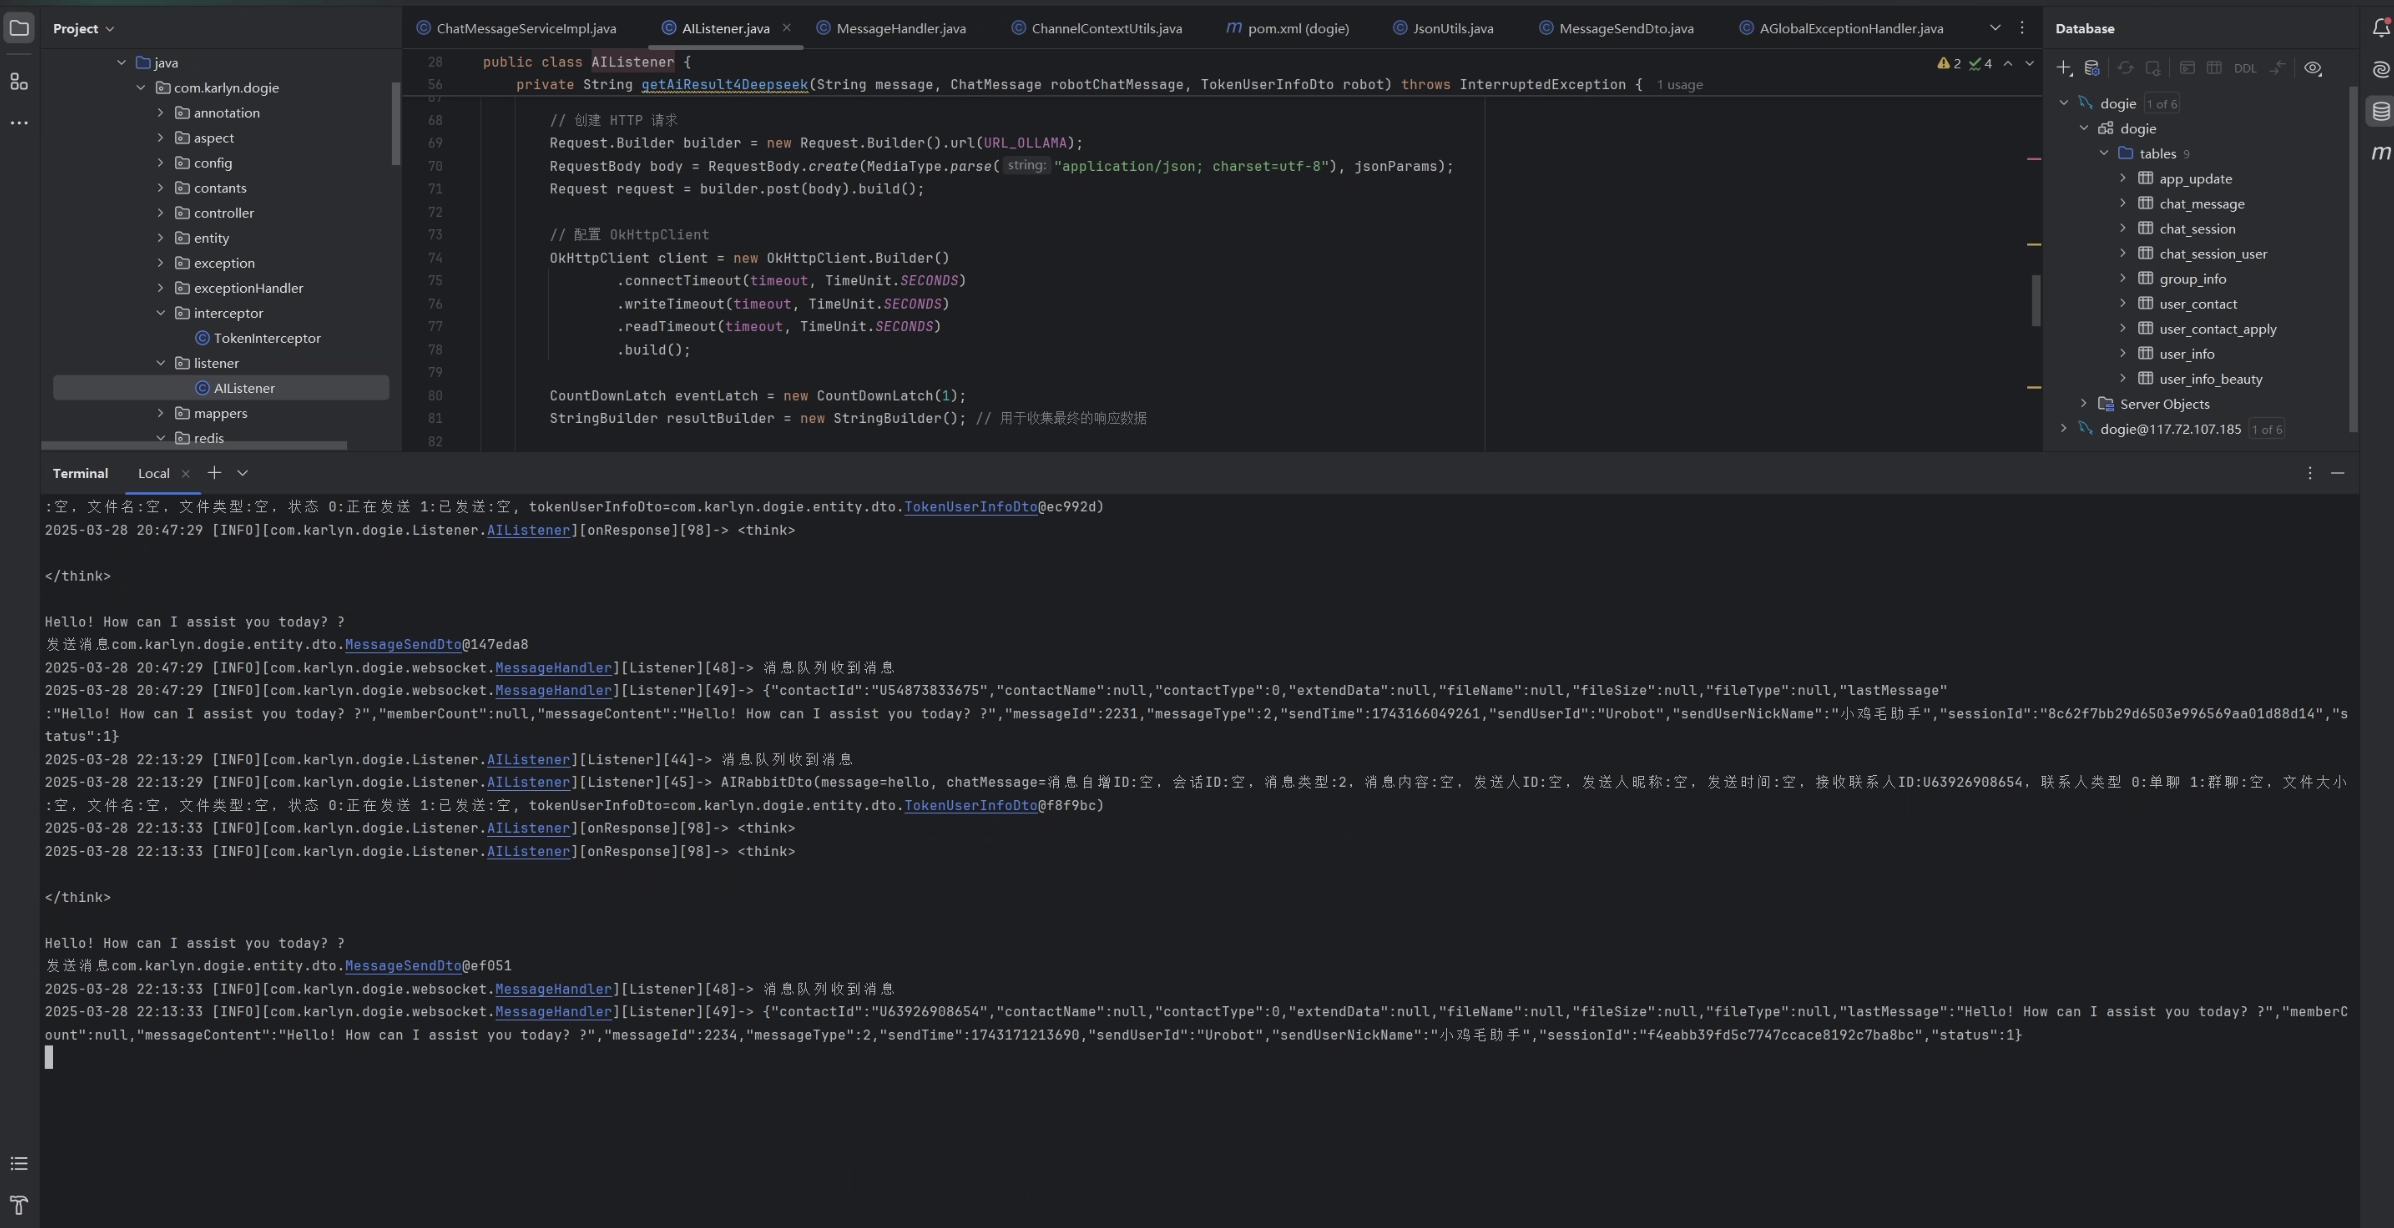 Project
ChatMessageServiceImpl.java
AIListener.java
MessageHandler.java
ChannelContextUtils.java
pom.xml (dogie)
JsonUtils.java
MessageSendDto.java
AGlobalExceptionHandler.java
Database
java
com.karlyn.dogie
annotation
aspect
config
contants
controller
entity
exception
exceptionHandler
interceptor
TokenInterceptor
listener
AIListener
mappers
redis
28 public class AIListener {
2 4
56 private String getAiResult4Deepseek(String message, ChatMessage robotChatMessage, TokenUserInfoDto robot) throws InterruptedException { 1 usage
67
68 // 创建 HTTP 请求
69 Request.Builder builder = new Request.Builder().url(URL_OLLAMA);
70 RequestBody body = RequestBody.create(MediaType.parse( string: "application/json; charset=utf-8"), jsonParams);
71 Request request = builder.post(body).build();
72
73 // 配置 OkHttpClient
74 OkHttpClient client = new OkHttpClient.Builder()
75 .connectTimeout(timeout, TimeUnit.SECONDS)
76 .writeTimeout(timeout, TimeUnit.SECONDS)
77 .readTimeout(timeout, TimeUnit.SECONDS)
78 .build();
79
80 CountDownLatch eventLatch = new CountDownLatch(1);
81 StringBuilder resultBuilder = new StringBuilder(); // 用于收集最终的响应数据
82
DDL
dogie 1 of 6
dogie
tables 9
app_update
chat_message
chat_session
chat_session_user
group_info
user_contact
user_contact_apply
user_info
user_info_beauty
Server Objects
dogie@117.72.107.185 1 of 6
Terminal Local
:空，文件名:空，文件类型:空，状态 0:正在发送 1:已发送:空, tokenUserInfoDto=com.karlyn.dogie.entity.dto.TokenUserInfoDto@ec992d)
2025-03-28 20:47:29 [INFO][com.karlyn.dogie.Listener.AIListener][onResponse][98]-> <think>
</think>
Hello! How can I assist you today? ?
发送消息com.karlyn.dogie.entity.dto.MessageSendDto@147eda8
2025-03-28 20:47:29 [INFO][com.karlyn.dogie.websocket.MessageHandler][Listener][48]-> 消息队列收到消息
2025-03-28 20:47:29 [INFO][com.karlyn.dogie.websocket.MessageHandler][Listener][49]-> {"contactId":"U54873833675","contactName":null,"contactType":0,"extendData":null,"fileName":null,"fileSize":null,"fileType":null,"lastMessage"
:"Hello! How can I assist you today? ?","memberCount":null,"messageContent":"Hello! How can I assist you today? ?","messageId":2231,"messageType":2,"sendTime":1743166049261,"sendUserId":"Urobot","sendUserNickName":"小鸡毛助手","sessionId":"8c62f7bb29d6503e996569aa01d88d14","s
tatus":1}
2025-03-28 22:13:29 [INFO][com.karlyn.dogie.Listener.AIListener][Listener][44]-> 消息队列收到消息
2025-03-28 22:13:29 [INFO][com.karlyn.dogie.Listener.AIListener][Listener][45]-> AIRabbitDto(message=hello, chatMessage=消息自增ID:空，会话ID:空，消息类型:2，消息内容:空，发送人ID:空，发送人昵称:空，发送时间:空，接收联系人ID:U63926908654，联系人类型 0:单聊 1:群聊:空，文件大小
:空，文件名:空，文件类型:空，状态 0:正在发送 1:已发送:空, tokenUserInfoDto=com.karlyn.dogie.entity.dto.TokenUserInfoDto@f8f9bc)
2025-03-28 22:13:33 [INFO][com.karlyn.dogie.Listener.AIListener][onResponse][98]-> <think>
2025-03-28 22:13:33 [INFO][com.karlyn.dogie.Listener.AIListener][onResponse][98]-> <think>
</think>
Hello! How can I assist you today? ?
发送消息com.karlyn.dogie.entity.dto.MessageSendDto@ef051
2025-03-28 22:13:33 [INFO][com.karlyn.dogie.websocket.MessageHandler][Listener][48]-> 消息队列收到消息
2025-03-28 22:13:33 [INFO][com.karlyn.dogie.websocket.MessageHandler][Listener][49]-> {"contactId":"U63926908654","contactName":null,"contactType":0,"extendData":null,"fileName":null,"fileSize":null,"fileType":null,"lastMessage":"Hello! How can I assist you today? ?","memberC
ount":null,"messageContent":"Hello! How can I assist you today? ?","messageId":2234,"messageType":2,"sendTime":1743171213690,"sendUserId":"Urobot","sendUserNickName":"小鸡毛助手","sessionId":"f4eabb39fd5c7747ccace8192c7ba8bc","status":1}